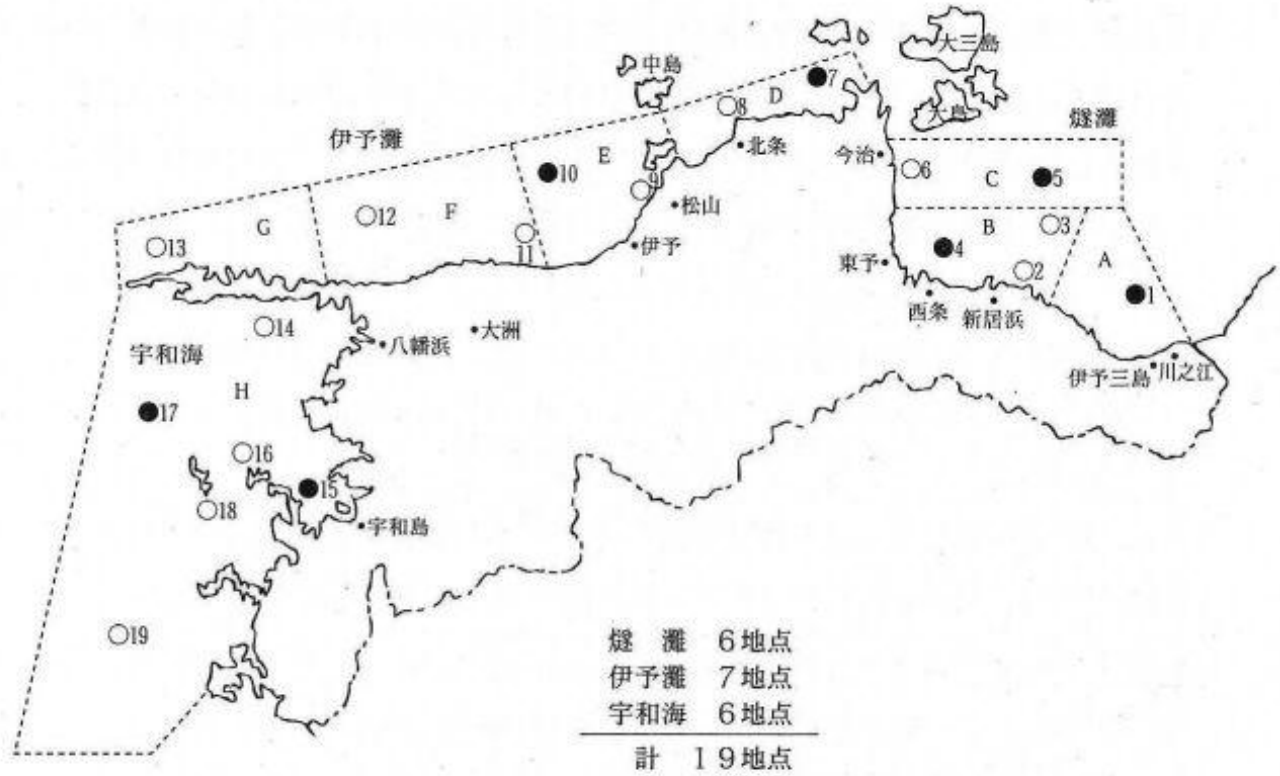 大三島
中島
7
大島
8
D
燧灘
伊予灘
北条
E
今治
6
C
5
10
9
12
F
松山
G
B
3
13
11
伊予
4
A
東予
2
1
西条
新居浜
14
大洲
八幡浜
宇和海
伊予三島
川之江
H
17
16
15
18
宇和島
19
燧 灘 6地点
伊予灘 7地点
宇和海 6地点
計 19地点